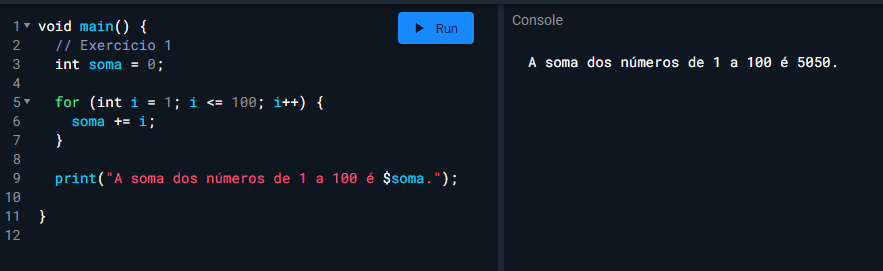 1 void main() {
2   // Exercício 1
3   int soma = 0;
4
5   for (int i = 1; i <= 100; i++) {
6     soma += i;
7   }
8
9   print("A soma dos números de 1 a 100 é $soma.");
10
11 }
12
Run
Console
A soma dos números de 1 a 100 é 5050.